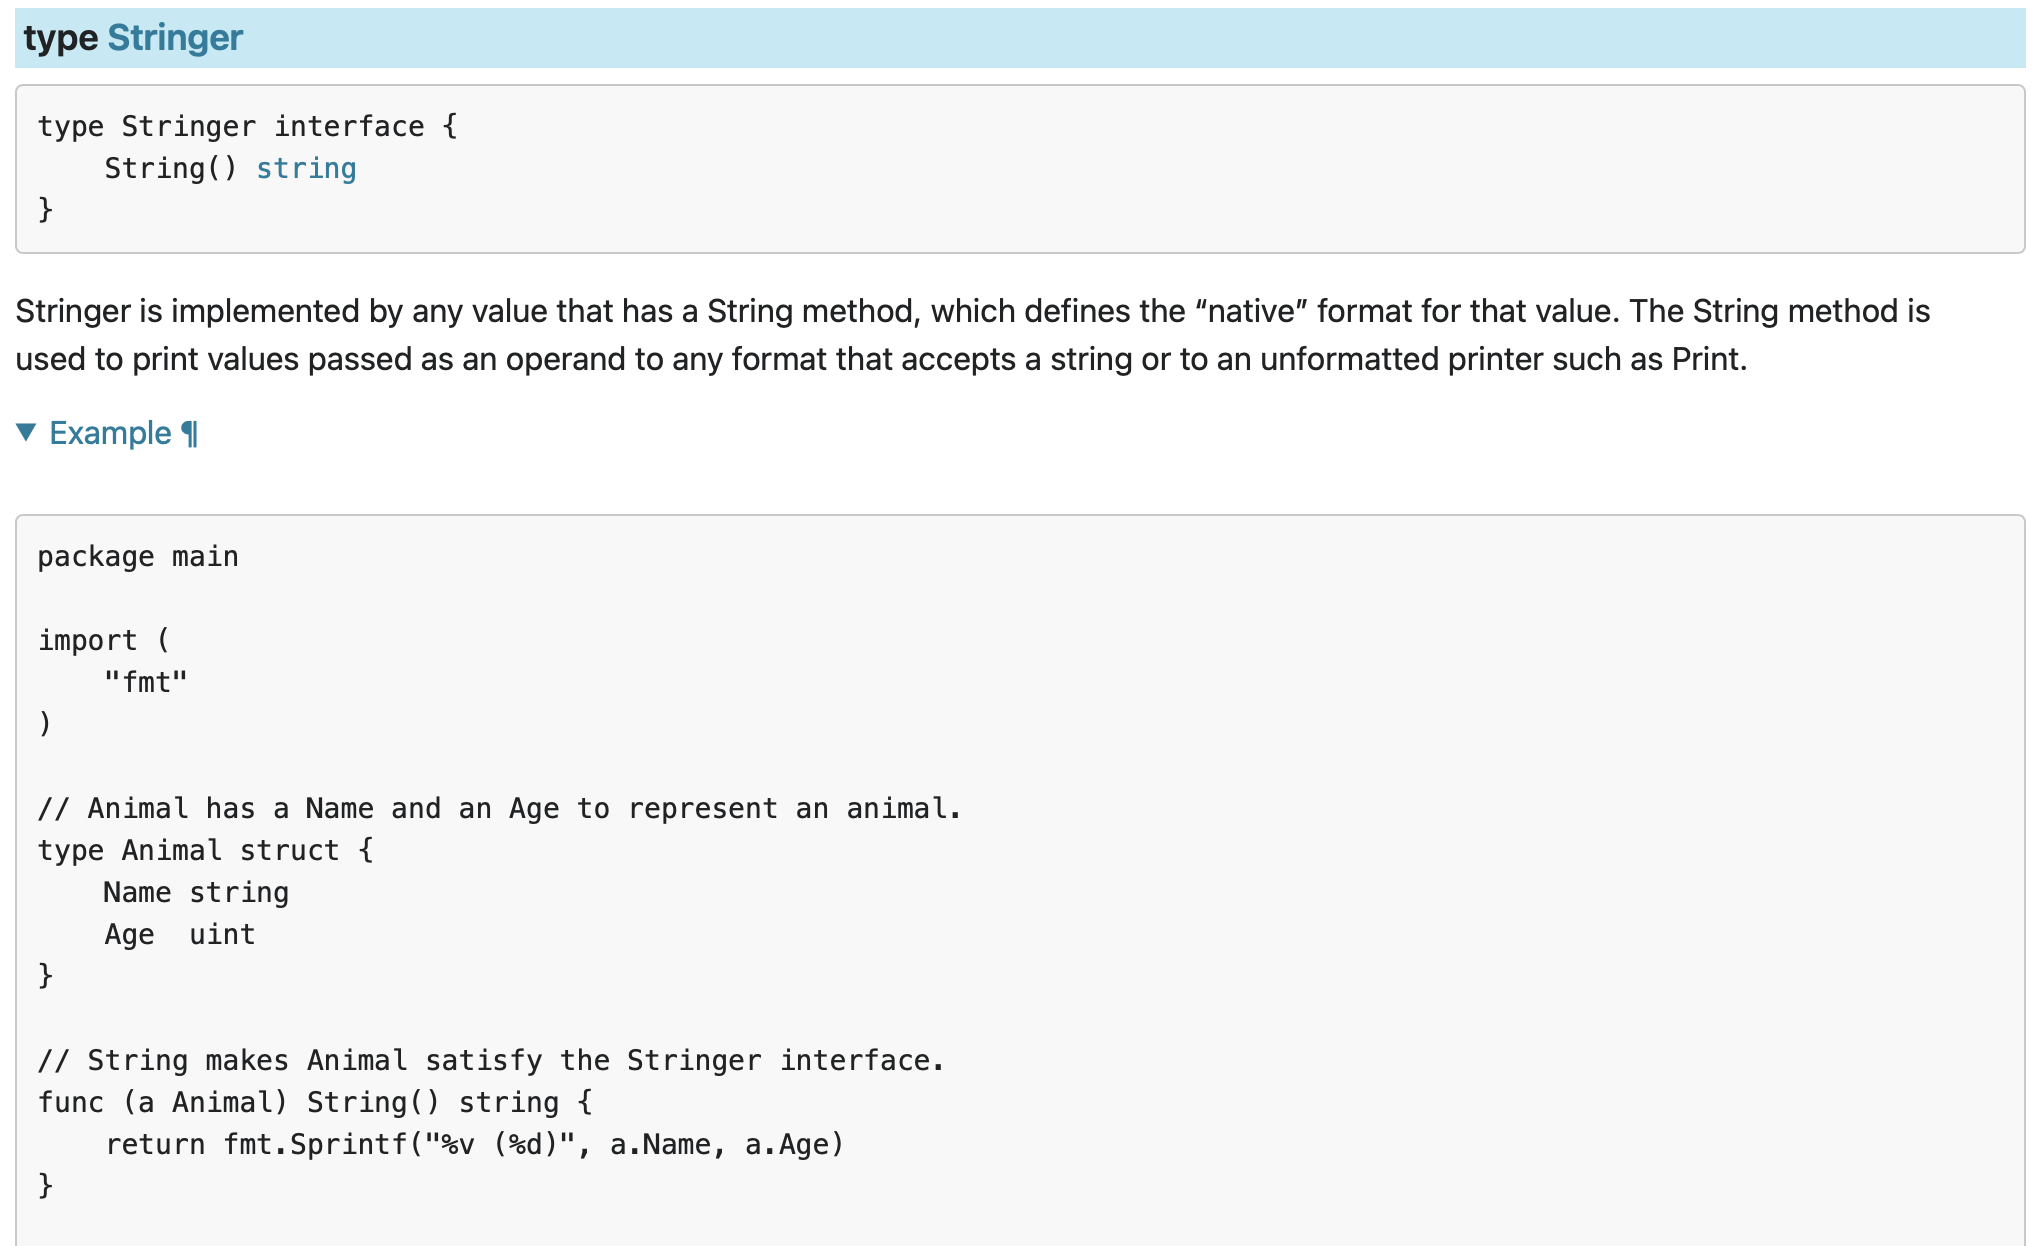 type Stringer
type Stringer interface {
    String() string
}
Stringer is implemented by any value that has a String method, which defines the “native” format for that value. The String method is
used to print values passed as an operand to any format that accepts a string or to an unformatted printer such as Print.
▼ Example ¶
package main

import (
    "fmt"
)

// Animal has a Name and an Age to represent an animal.
type Animal struct {
    Name string
    Age  uint
}

// String makes Animal satisfy the Stringer interface.
func (a Animal) String() string {
    return fmt.Sprintf("%v (%d)", a.Name, a.Age)
}